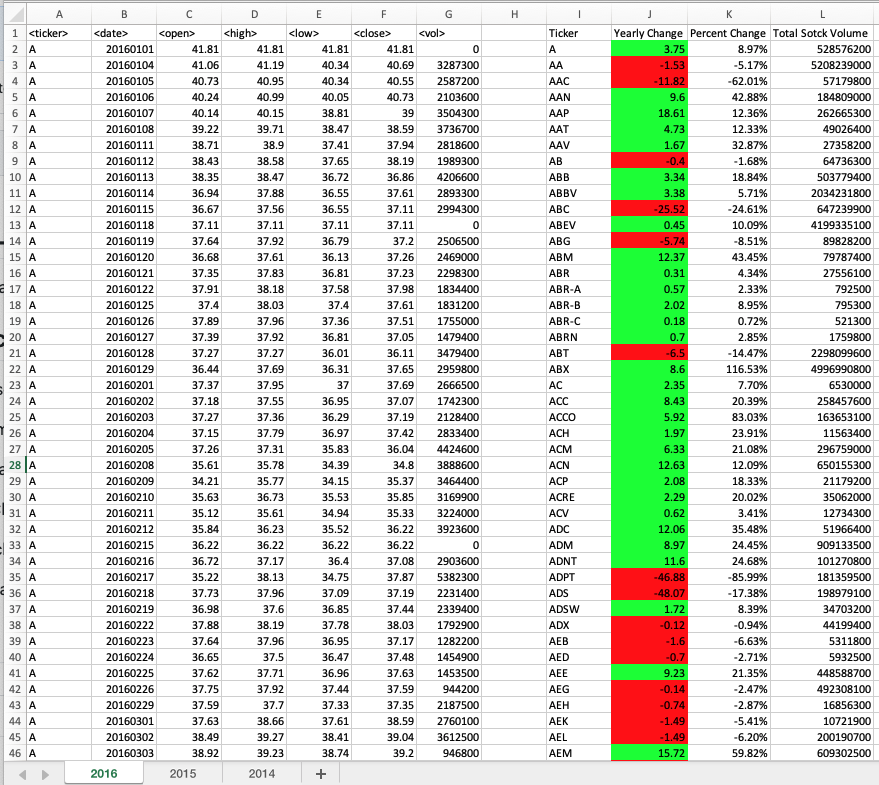 A B C D E F G H I J K L
1 <ticker> <date> <open> <high> <low> <close> <vol> Ticker Yearly Change Percent Change Total Sotck Volume
2 A 20160101 41.81 41.81 41.81 41.81 0 A 3.75 8.97% 528576200
3 A 20160104 41.06 41.19 40.34 40.69 3287300 AA -1.53 -5.17% 5208239000
4 A 20160105 40.73 40.95 40.34 40.55 2587200 AAC -11.82 -62.01% 57179800
5 A 20160106 40.24 40.99 40.05 40.73 2103600 AAN 9.6 42.88% 184809000
6 A 20160107 40.14 40.15 38.81 39 3504300 AAP 18.61 12.36% 262665300
7 A 20160108 39.22 39.71 38.47 38.59 3736700 AAT 4.73 12.33% 49026400
8 A 20160111 38.71 38.9 37.41 37.94 2818600 AAV 1.67 32.87% 27358200
9 A 20160112 38.43 38.58 37.65 38.19 1989300 AB -0.4 -1.68% 64736300
10 A 20160113 38.35 38.47 36.72 36.86 4206600 ABB 3.34 18.84% 503779400
11 A 20160114 36.94 37.88 36.55 37.61 2893300 ABBV 3.38 5.71% 2034231800
12 A 20160115 36.67 37.56 36.55 37.11 2994300 ABC -25.52 -24.61% 647239900
13 A 20160118 37.11 37.11 37.11 37.11 0 ABEV 0.45 10.09% 4199335100
14 A 20160119 37.64 37.92 36.79 37.2 2506500 ABG -5.74 -8.51% 89828200
15 A 20160120 36.68 37.61 36.13 37.26 2469000 ABM 12.37 43.45% 79787400
16 A 20160121 37.35 37.83 36.81 37.23 2298300 ABR 0.31 4.34% 27556100
17 A 20160122 37.91 38.18 37.58 37.98 1834400 ABR-A 0.57 2.33% 792500
18 A 20160125 37.4 38.03 37.4 37.61 1831200 ABR-B 2.02 8.95% 795300
19 A 20160126 37.89 37.96 37.36 37.51 1755000 ABR-C 0.18 0.72% 521300
20 A 20160127 37.39 37.92 36.81 37.05 1479400 ABRN 0.7 2.85% 1759800
21 A 20160128 37.27 37.27 36.01 36.11 3479400 ABT -6.5 -14.47% 2298099600
22 A 20160129 36.44 37.69 36.31 37.65 2959800 ABX 8.6 116.53% 4996990800
23 A 20160201 37.37 37.95 37 37.69 2666500 AC 2.35 7.70% 6530000
24 A 20160202 37.18 37.55 36.95 37.07 1742300 ACC 8.43 20.39% 258457600
25 A 20160203 37.27 37.36 36.29 37.19 2128400 ACCO 5.92 83.03% 163653100
26 A 20160204 37.15 37.79 36.97 37.42 2833400 ACH 1.97 23.91% 11563400
27 A 20160205 37.26 37.31 35.83 36.04 4424600 ACM 6.33 21.08% 296759000
28 A 20160208 35.61 35.78 34.39 34.8 3888600 ACN 12.63 12.09% 650155300
29 A 20160209 34.21 35.77 34.15 35.37 3464400 ACP 2.08 18.33% 21179200
30 A 20160210 35.63 36.73 35.53 35.85 3169900 ACRE 2.29 20.02% 35062000
31 A 20160211 35.12 35.61 34.94 35.33 3224000 ACV 0.62 3.41% 12734300
32 A 20160212 35.84 36.23 35.52 36.22 3923600 ADC 12.06 35.48% 51966400
33 A 20160215 36.22 36.22 36.22 36.22 0 ADM 8.97 24.45% 909133500
34 A 20160216 36.72 37.17 36.4 37.08 2903600 ADNT 11.6 24.68% 101270800
35 A 20160217 35.22 38.13 34.75 37.87 5382300 ADPT -46.88 -85.99% 181359500
36 A 20160218 37.73 37.96 37.09 37.19 2231400 ADS -48.07 -17.38% 198979100
37 A 20160219 36.98 37.6 36.85 37.44 2339400 ADSW 1.72 8.39% 34703200
38 A 20160222 37.88 38.19 37.78 38.03 1792900 ADX -0.12 -0.94% 44199400
39 A 20160223 37.64 37.96 36.95 37.17 1282200 AEB -1.6 -6.63% 5311800
40 A 20160224 36.65 37.5 36.47 37.48 1454900 AED -0.7 -2.71% 5932500
41 A 20160225 37.62 37.71 36.96 37.63 1453500 AEE 9.23 21.35% 448588700
42 A 20160226 37.75 37.92 37.44 37.59 944200 AEG -0.14 -2.47% 492308100
43 A 20160229 37.59 37.7 37.33 37.35 2187500 AEH -0.74 -2.87% 16856300
44 A 20160301 37.63 38.66 37.61 38.59 2760100 AEK -1.49 -5.41% 10721900
45 A 20160302 38.49 39.27 38.41 39.04 3612500 AEL -1.49 -6.20% 200190700
46 A 20160303 38.92 39.23 38.74 39.2 946800 AEM 15.72 59.82% 609302500
2016 2015 2014 +